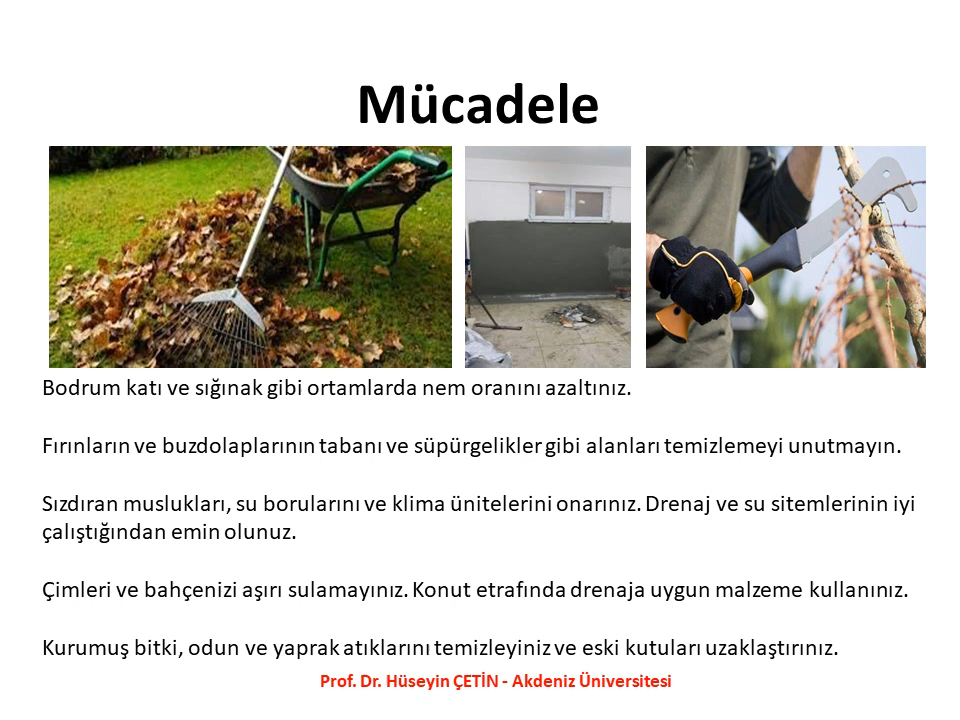 Mücadele
Bodrum katı ve sığınak gibi ortamlarda nem oranını azaltınız.
Fırınların ve buzdolaplarının tabanı ve süpürgelikler gibi alanları temizlemeyi unutmayın.
Sızdıran muslukları, su borularını ve klima ünitelerini onarınız. Drenaj ve su sitemlerinin iyi
çalıştığından emin olunuz.
Çimleri ve bahçenizi aşırı sulamayınız. Konut etrafında drenaja uygun malzeme kullanınız.
Kurumuş bitki, odun ve yaprak atıklarını temizleyiniz ve eski kutuları uzaklaştırınız.
Prof. Dr. Hüseyin ÇETİN - Akdeniz Üniversitesi